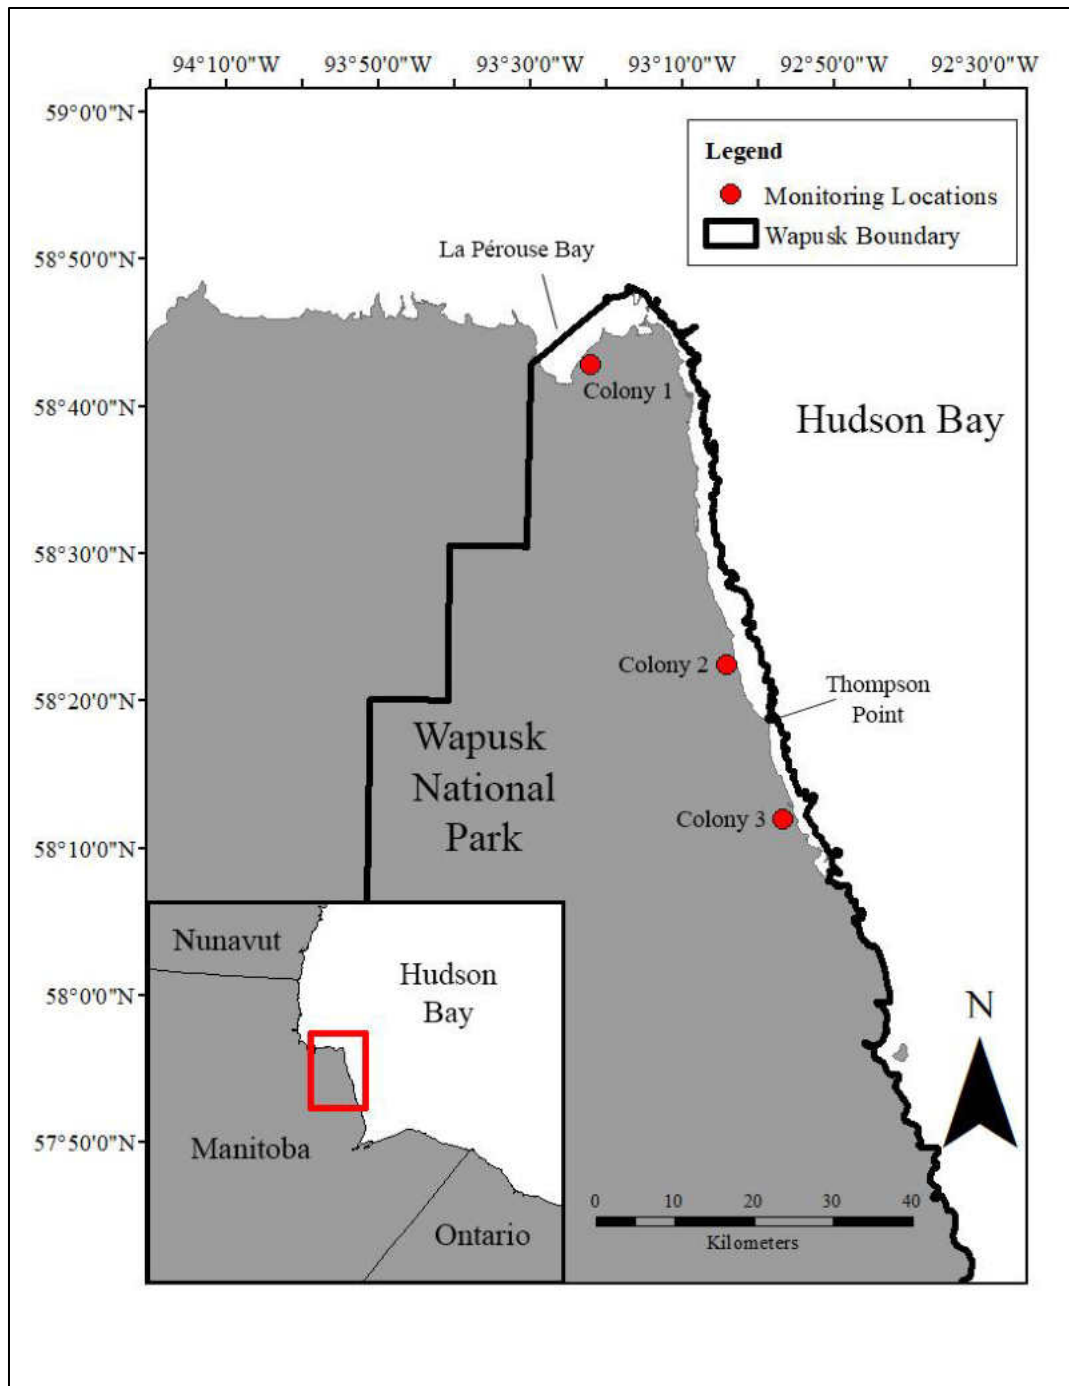 94°10'0"W 93°50'0"W 93°30'0"W 93°10'0"W 92°50'0"W 92°30'0"W
59°0'0"N
Legend
Monitoring Locations
Wapusk Boundary
La Pérouse Bay
58°50'0"N
Colony 1
58°40'0"N
Hudson Bay
58°30'0"N
Colony 2
Thompson
Point
58°20'0"N
Wapusk
National
Park
Colony 3
58°10'0"N
Nunavut
Hudson
Bay
58°0'0"N
N
Manitoba
57°50'0"N
Ontario
0 10 20 30 40
Kilometers